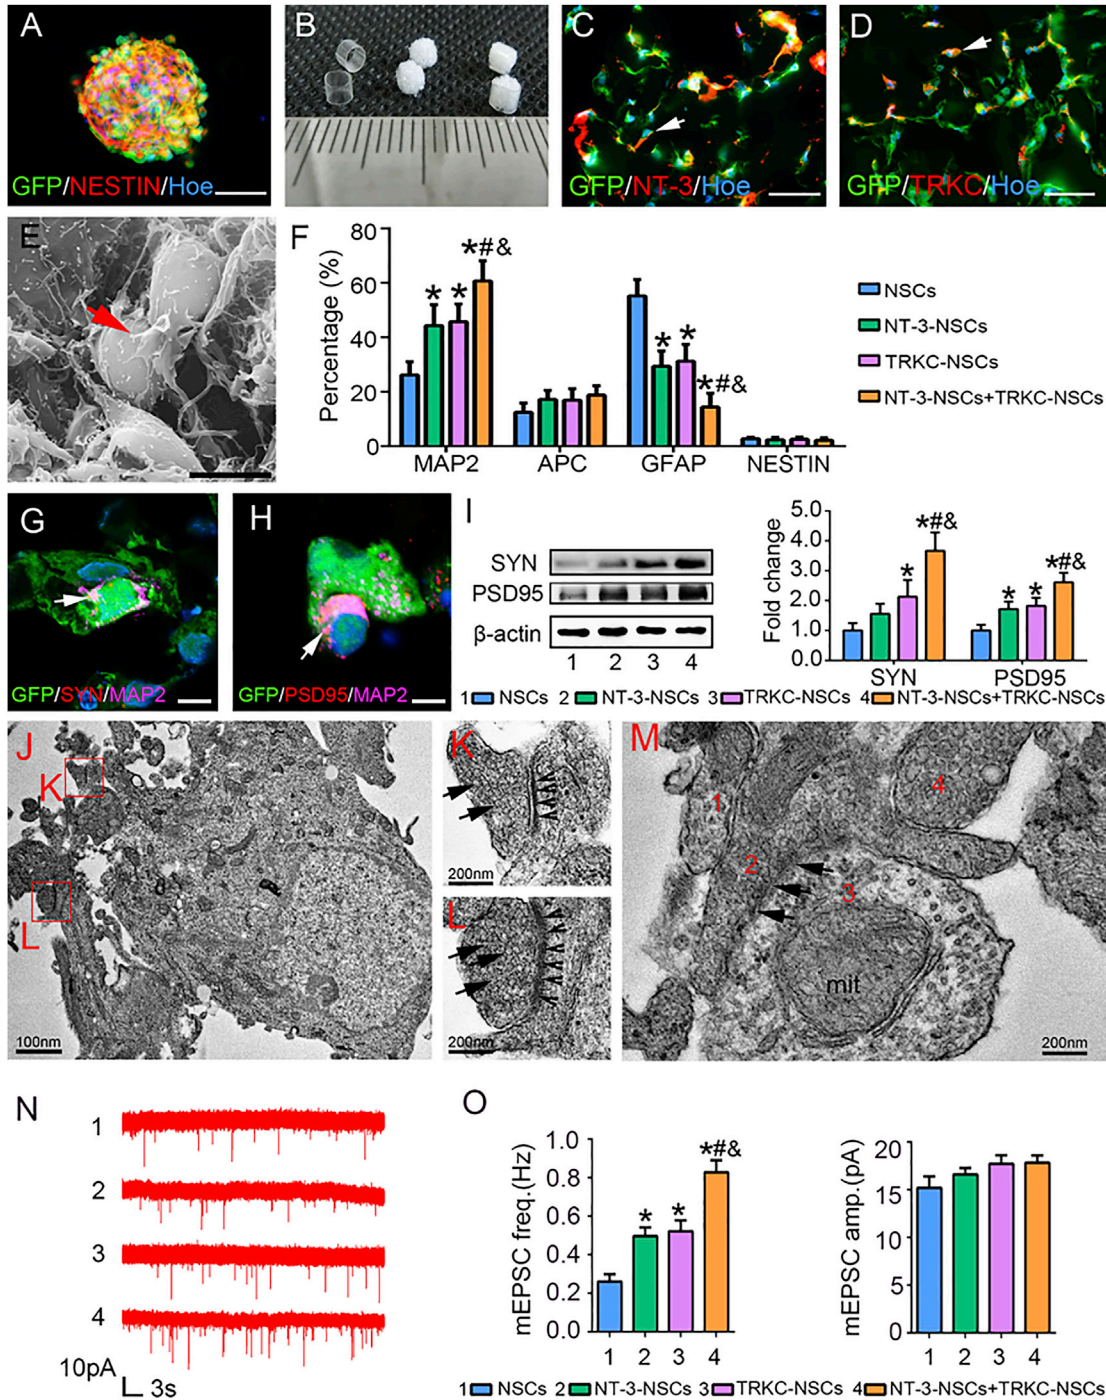 A
GFP/NESTIN/Hoe
B
C
GFP/NT-3/Hoe
D
GFP/TRKC/Hoe
E
F
Percentage (%)
80
60
40
20
0
*
*
*#&
*
*
*#&
MAP2
APC
GFAP
NESTIN
NSCs
NT-3-NSCs
TRKC-NSCs
NT-3-NSCs+TRKC-NSCs
G
GFP/SYN/MAP2
H
GFP/PSD95/MAP2
I
SYN
PSD95
β-actin
1 2 3 4
Fold change
5.0
4.0
3.0
2.0
1.0
0.0
*
*#&
*
*
*#&
SYN
PSD95
1 NSCs 2 NT-3-NSCs 3 TRKC-NSCs 4 NT-3-NSCs+TRKC-NSCs
J
K
L
100nm
K
200nm
L
200nm
M
1
2
3
4
mit
200nm
N
1
2
3
4
10pA
3s
O
mEPSC freq.(Hz)
1.0
0.8
0.6
0.4
0.2
0.0
*
*
*#&
1 2 3 4
mEPSC amp.(pA)
20
15
10
5
0
1 2 3 4
1 NSCs 2 NT-3-NSCs 3 TRKC-NSCs 4 NT-3-NSCs+TRKC-NSCs